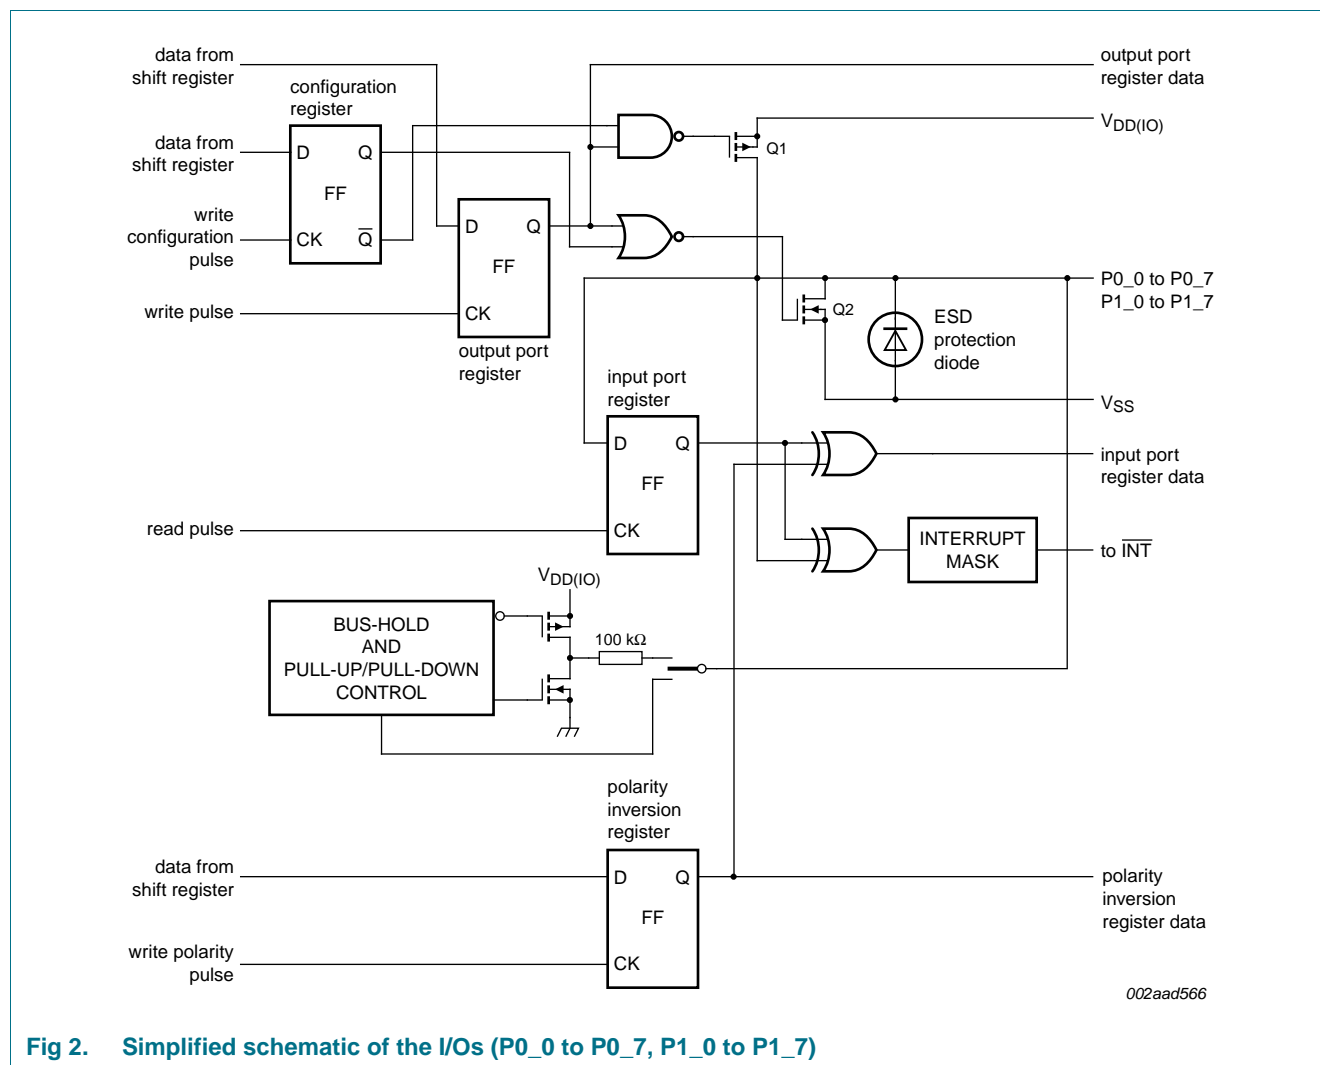 data from
shift register
output port
register data
configuration
register
V_DD(IO)
data from
shift register
D
Q
Q1
FF
write
configuration
pulse
CK
Q̅
D
Q
FF
P0_0 to P0_7
P1_0 to P1_7
write pulse
CK
Q2
ESD
protection
diode
output port
register
input port
register
V_SS
D
Q
FF
input port
register data
read pulse
CK
INTERRUPT
MASK
to I̅N̅T̅
V_DD(IO)
BUS-HOLD
AND
PULL-UP/PULL-DOWN
CONTROL
100 kΩ
polarity
inversion
register
data from
shift register
D
Q
FF
polarity
inversion
register data
write polarity
pulse
CK
002aad566
Fig 2. Simplified schematic of the I/Os (P0_0 to P0_7, P1_0 to P1_7)